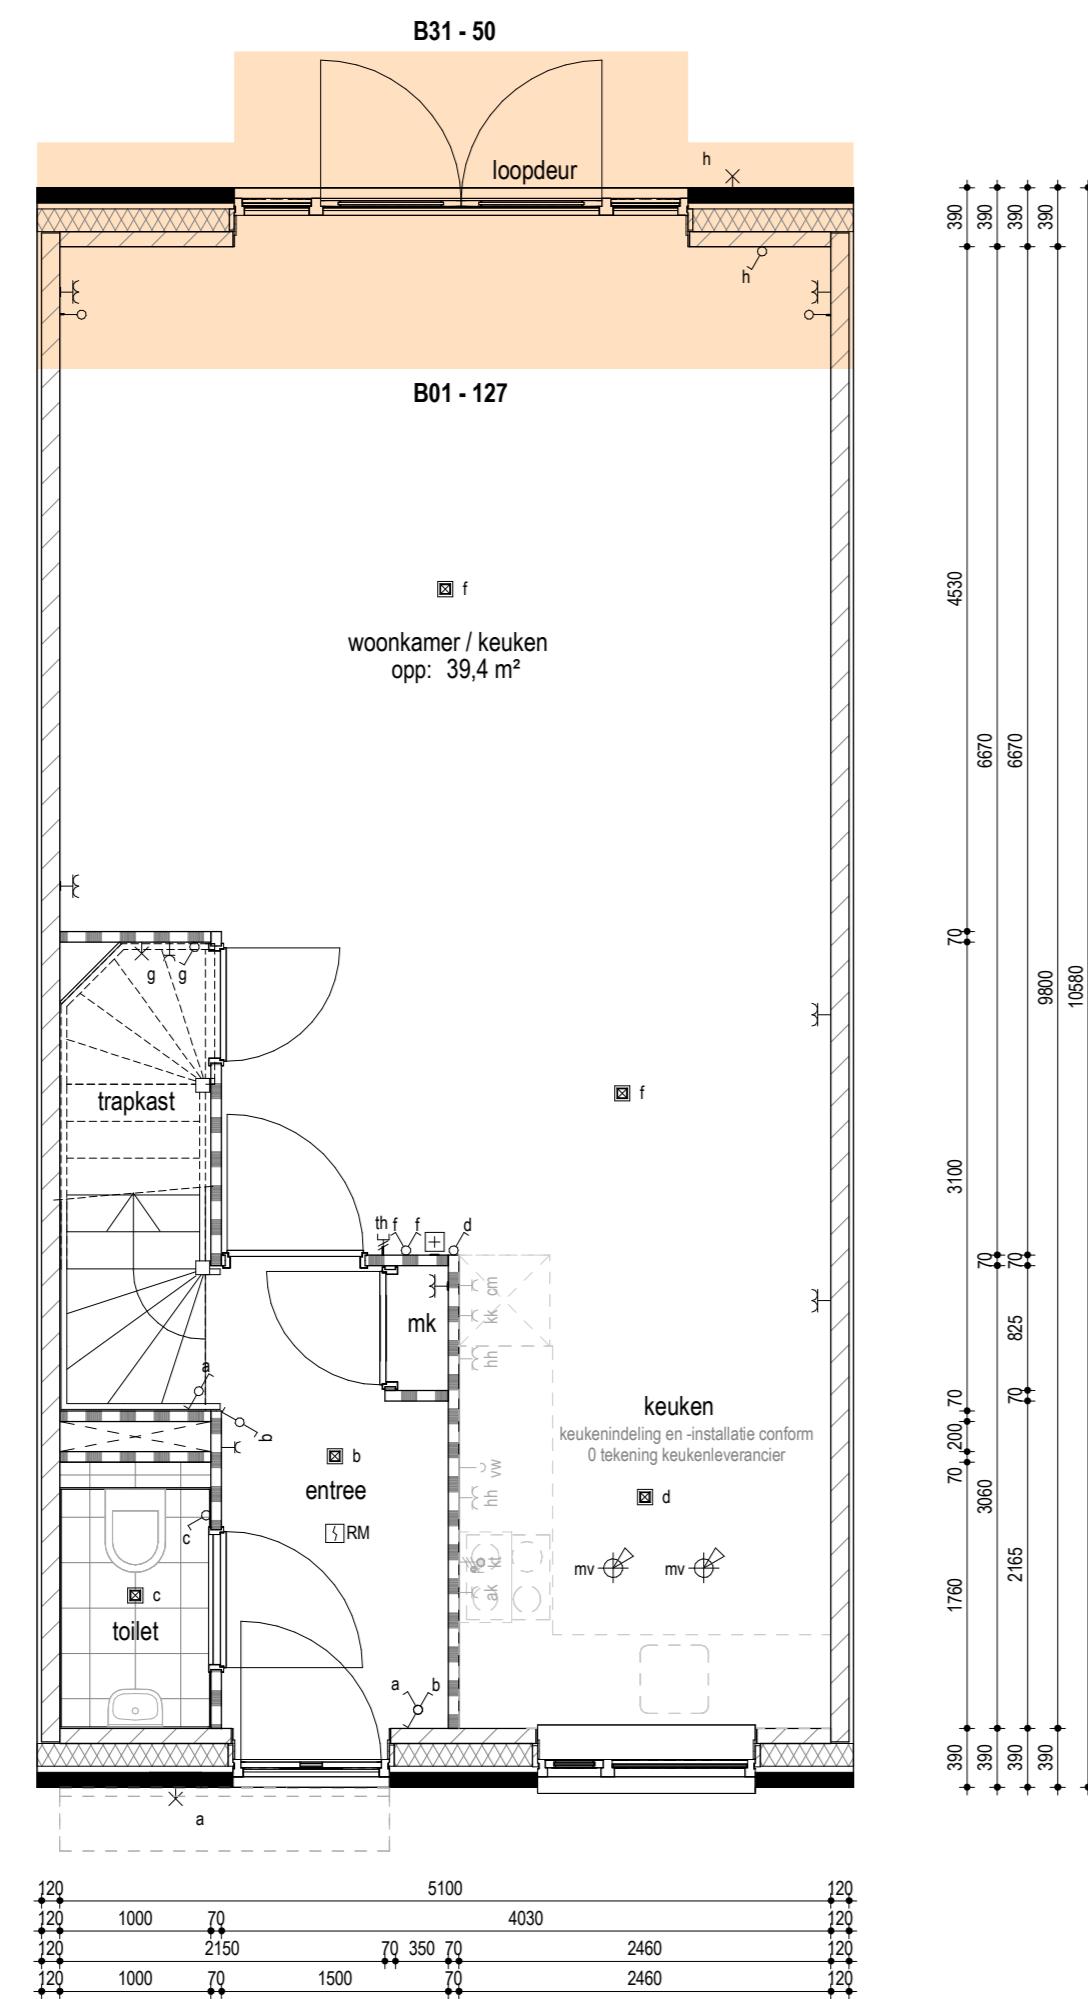 B31 - 50
loopdeur
h
h
B01 - 127
f
woonkamer / keuken
opp: 39,4 m²
g
g
trapkast
f
th
f
f
d
cm
kk
mk
hh
a
b
b
keuken
keukenindeling en -installatie conform
0 tekening keukenleverancier
vw
hh
entree
d
RM
c
mv
mv
kt
ak
c
toilet
a
b
a
390
390
390
390
4530
6670
6670
70
9800
10580
3100
70
70
825
70
70
200
70
3060
2165
1760
390
390
390
390
120 5100 120
120 1000 70 4030 120
120 2150 70 350 70 2460 120
120 1000 70 1500 70 2460 120